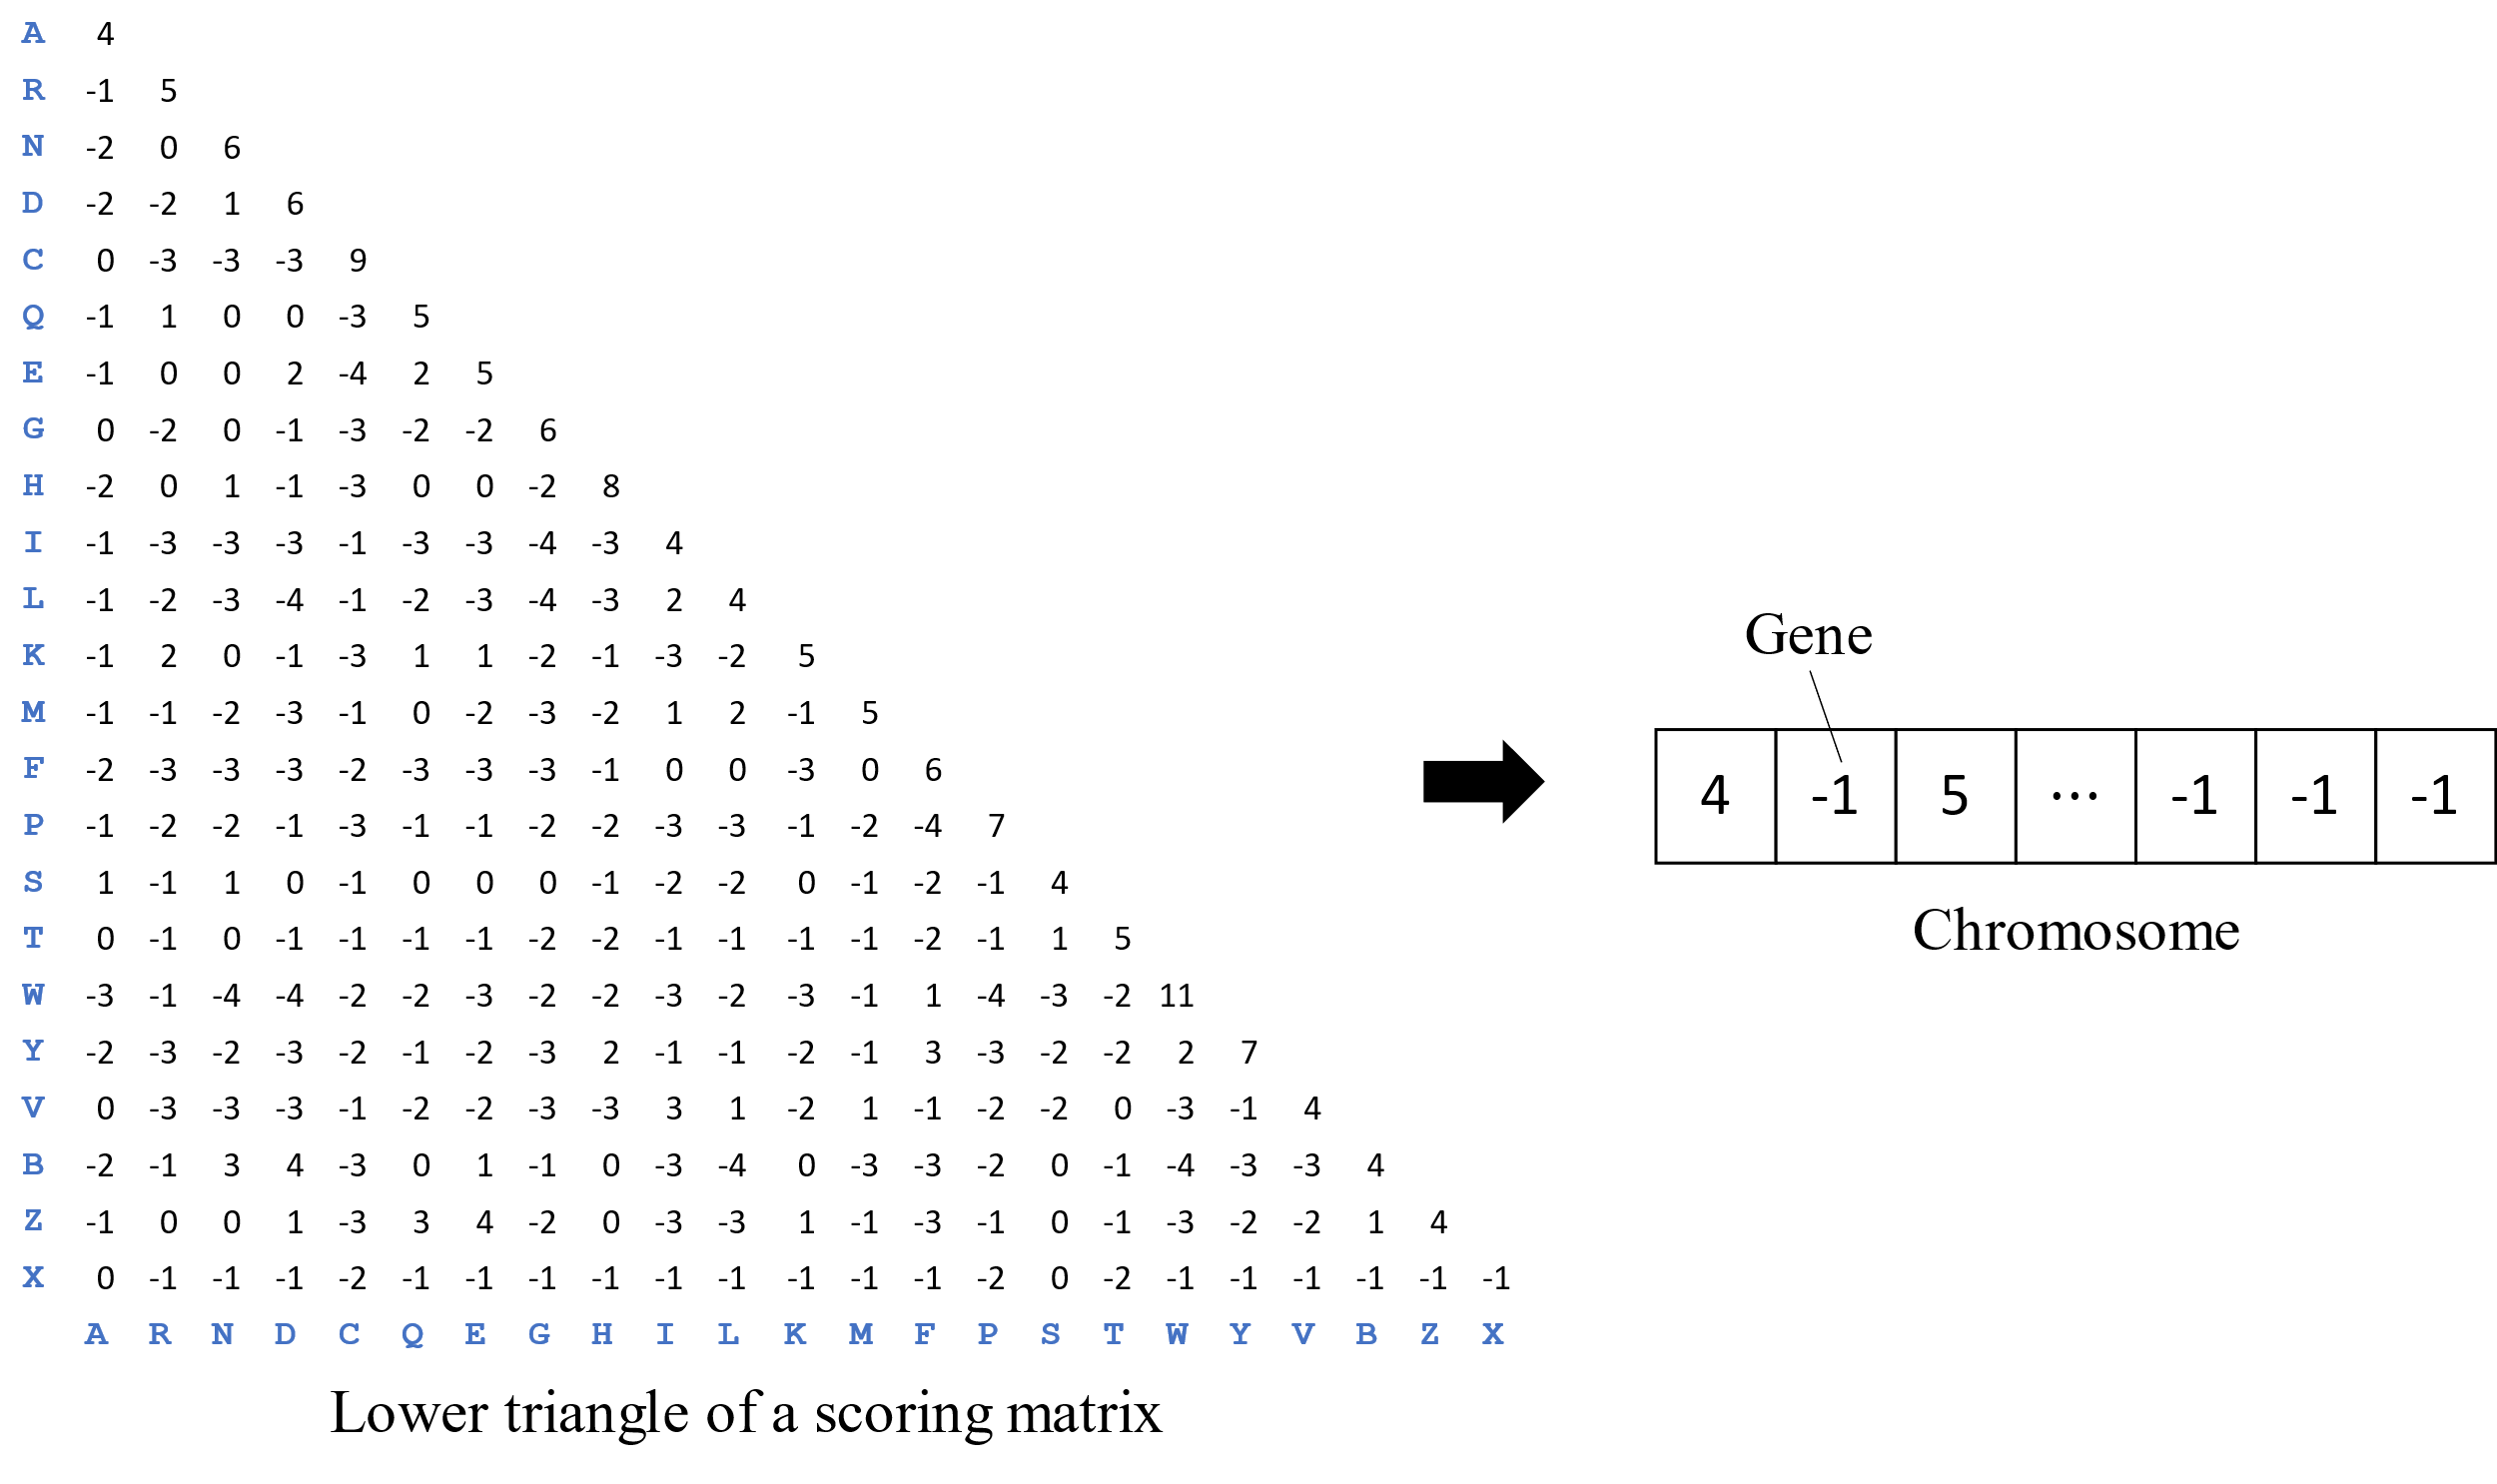 A 4
R -1 5
N -2 0 6
D -2 -2 1 6
C 0 -3 -3 -3 9
Q -1 1 0 0 -3 5
E -1 0 0 2 -4 2 5
G 0 -2 0 -1 -3 -2 -2 6
H -2 0 1 -1 -3 0 0 -2 8
I -1 -3 -3 -3 -1 -3 -3 -4 -3 4
L -1 -2 -3 -4 -1 -2 -3 -4 -3 2 4
K -1 2 0 -1 -3 1 1 -2 -1 -3 -2 5
M -1 -1 -2 -3 -1 0 -2 -3 -2 1 2 -1 5
F -2 -3 -3 -3 -2 -3 -3 -3 -1 0 0 -3 0 6
P -1 -2 -2 -1 -3 -1 -1 -2 -2 -3 -3 -1 -2 -4 7
S 1 -1 1 0 -1 0 0 0 -1 -2 -2 0 -1 -2 -1 4
T 0 -1 0 -1 -1 -1 -1 -2 -2 -1 -1 -1 -1 -2 -1 1 5
W -3 -1 -4 -4 -2 -2 -3 -2 -2 -3 -2 -3 -1 1 -4 -3 -2 11
Y -2 -3 -2 -3 -2 -1 -2 -3 2 -1 -1 -2 -1 3 -3 -2 -2 2 7
V 0 -3 -3 -3 -1 -2 -2 -3 -3 3 1 -2 1 -1 -2 -2 0 -3 -1 4
B -2 -1 3 4 -3 0 1 -1 0 -3 -4 0 -3 -3 -2 0 -1 -4 -3 -3 4
Z -1 0 0 1 -3 3 4 -2 0 -3 -3 1 -1 -3 -1 0 -1 -3 -2 -2 1 4
X 0 -1 -1 -1 -2 -1 -1 -1 -1 -1 -1 -1 -1 -1 -2 0 -2 -1 -1 -1 -1 -1 -1
A R N D C Q E G H I L K M F P S T W Y V B Z X
Lower triangle of a scoring matrix
Gene
4 -1 5 ··· -1 -1 -1
Chromosome